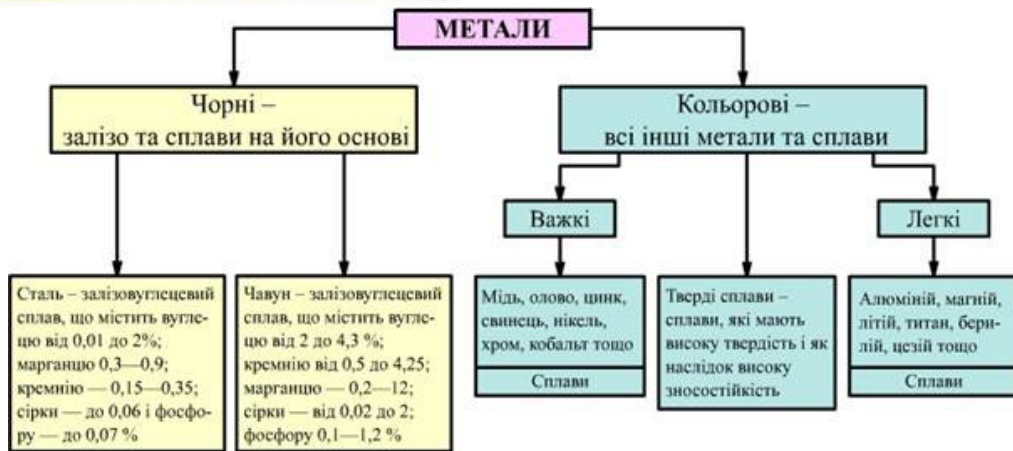 МЕТАЛИ
Чорні –
залізо та сплави на його основі
Кольорові –
всі інші метали та сплави
Важкі
Легкі
Сталь – залізовуглецевий
сплав, що містить вугле-
цю від 0,01 до 2%;
марганцю 0,3—0,9;
кремнію — 0,15—0,35;
сірки — до 0,06 і фосфо-
ру — до 0,07 %
Чавун – залізовуглецевий
сплав, що містить вугле-
цю від 2 до 4,3 %;
кремнію від 0,5 до 4,25;
марганцю — 0,2—12;
сірки — від 0,02 до 2;
фосфору 0,1—1,2 %
Мідь, олово, цинк,
свинець, нікель,
хром, кобальт тощо
Сплави
Тверді сплави –
сплави, які мають
високу твердість і як
наслідок високу
зносостійкість
Алюміній, магній,
літій, титан, бери-
лій, цезій тощо
Сплави